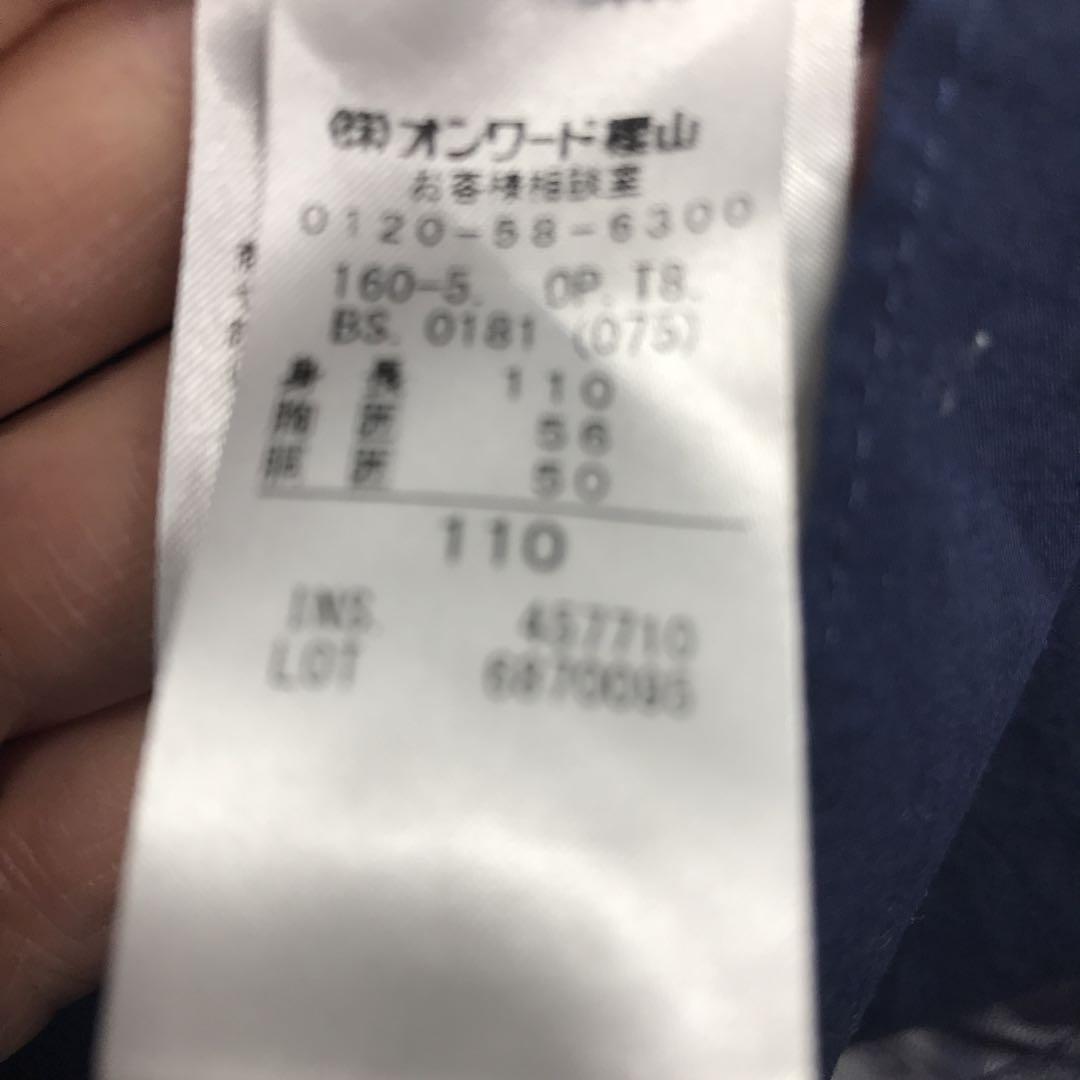 (株)オンワード樫山
お客様相談室
0120-58-6300
160-5. OP. T8.
BS. 0181 (075)
身長 110
胸囲 56
胴囲 50
110
INS. 457710
LOT 6870095